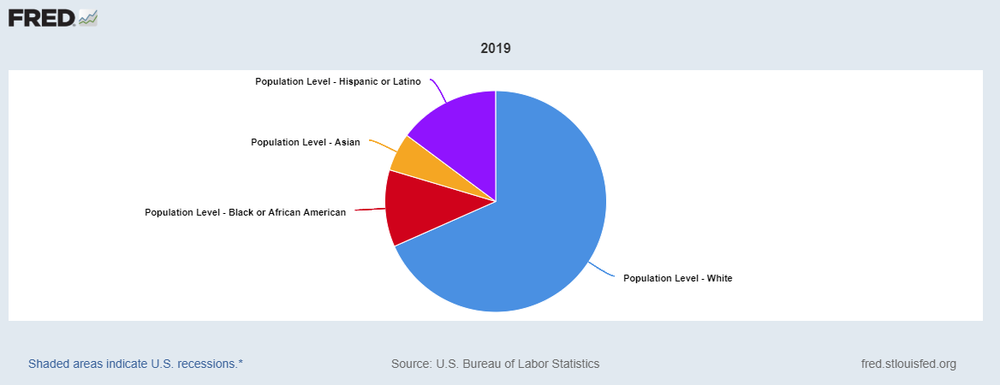 FRED
2019
Population Level - Hispanic or Latino
Population Level - Asian
Population Level - Black or African American
Population Level - White
Shaded areas indicate U.S. recessions.*
Source: U.S. Bureau of Labor Statistics
fred.stlouisfed.org